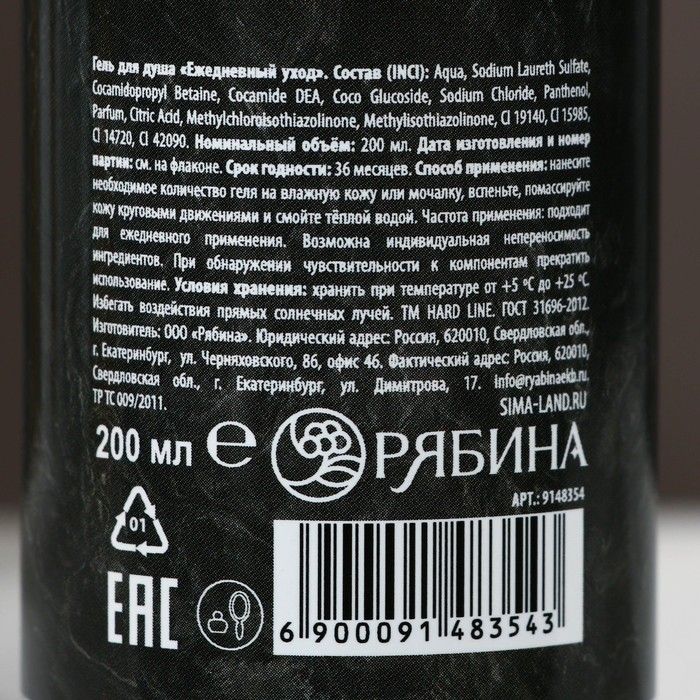 Гель для душа «Ежедневный уход». Состав (INCI): Aqua, Sodium Laureth Sulfate,
Cocamidopropyl Betaine, Cocamide DEA, Coco Glucoside, Sodium Chloride, Panthenol,
Parfum, Citric Acid, Methylchloroisothiazolinone, Methylisothiazolinone, CI 19140, CI 15985,
CI 14720, CI 42090. Номинальный объём: 200 мл. Дата изготовления и номер
партии: см. на флаконе. Срок годности: 36 месяцев. Способ применения: нанесите
необходимое количество геля на влажную кожу или мочалку, вспеньте, помассируйте
кожу круговыми движениями и смойте тёплой водой. Частота применения: подходит
для ежедневного применения. Возможна индивидуальная непереносимость
ингредиентов. При обнаружении чувствительности к компонентам прекратить
использование. Условия хранения: хранить при температуре от +5 °C до +25 °C.
Избегать воздействия прямых солнечных лучей. ТМ HARD LINE. ГОСТ 31696-2012.
Изготовитель: ООО «Рябина». Юридический адрес: Россия, 620010, Свердловская обл.,
г. Екатеринбург, ул. Черняховского, 86, офис 46. Фактический адрес: Россия, 620010,
Свердловская обл., г. Екатеринбург, ул. Димитрова, 17. info@ryabinaekb.ru.
ТР ТС 009/2011. SIMA-LAND.RU
200 мл ℮ РЯБИНА
АРТ.: 9148354
01
EAC
6 900091 483543